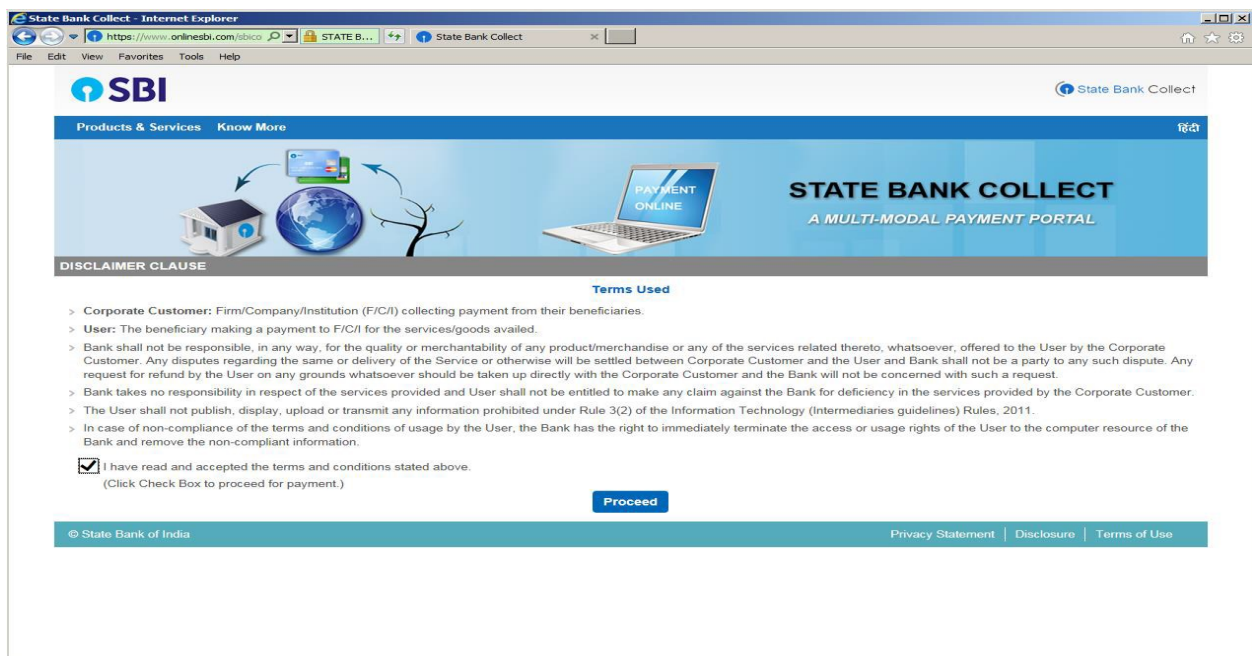 State Bank Collect - Internet Explorer
https://www.onlinesbi.com/sbico
STATE B...
State Bank Collect
File Edit View Favorites Tools Help
SBI
State Bank Collect
Products & Services Know More
हिंदी
PAYMENT
ONLINE
STATE BANK COLLECT
A MULTI-MODAL PAYMENT PORTAL
DISCLAIMER CLAUSE
Terms Used
Corporate Customer: Firm/Company/Institution (F/C/I) collecting payment from their beneficiaries.
User: The beneficiary making a payment to F/C/I for the services/goods availed.
Bank shall not be responsible, in any way, for the quality or merchantability of any product/merchandise or any of the services related thereto, whatsoever, offered to the User by the Corporate
Customer. Any disputes regarding the same or delivery of the Service or otherwise will be settled between Corporate Customer and the User and Bank shall not be a party to any such dispute. Any
request for refund by the User on any grounds whatsoever should be taken up directly with the Corporate Customer and the Bank will not be concerned with such a request.
Bank takes no responsibility in respect of the services provided and User shall not be entitled to make any claim against the Bank for deficiency in the services provided by the Corporate Customer.
The User shall not publish, display, upload or transmit any information prohibited under Rule 3(2) of the Information Technology (Intermediaries guidelines) Rules, 2011.
In case of non-compliance of the terms and conditions of usage by the User, the Bank has the right to immediately terminate the access or usage rights of the User to the computer resource of the
Bank and remove the non-compliant information.
I have read and accepted the terms and conditions stated above.
(Click Check Box to proceed for payment.)
Proceed
© State Bank of India
Privacy Statement | Disclosure | Terms of Use